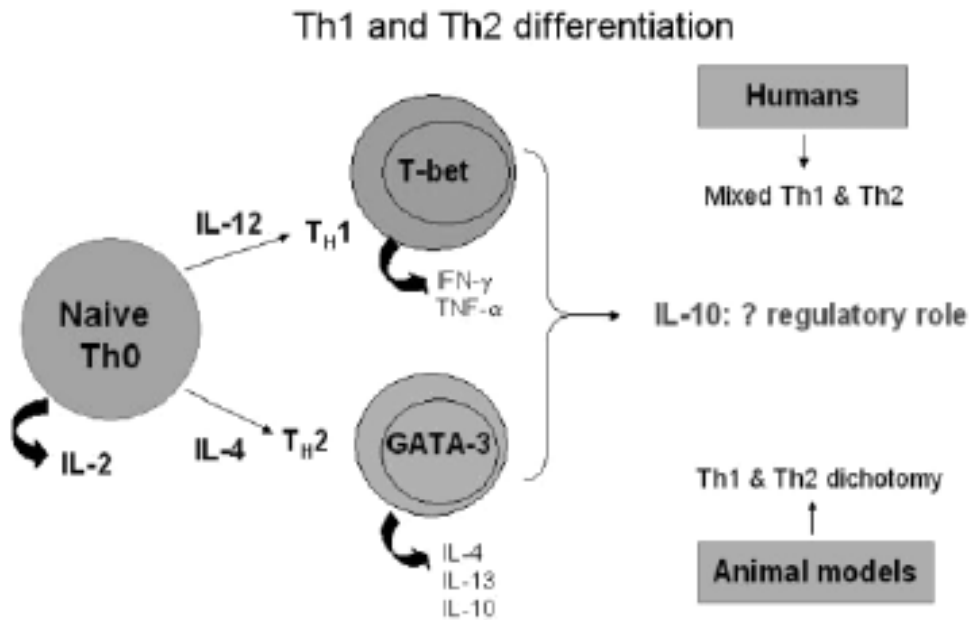 Th1 and Th2 differentiation
Humans
Mixed Th1 & Th2
T-bet
IL-12
TH1
IFN-γ
TNF-α
Naive
Th0
IL-2
IL-4
TH2
GATA-3
IL-4
IL-13
IL-10
IL-10: ? regulatory role
Th1 & Th2 dichotomy
Animal models